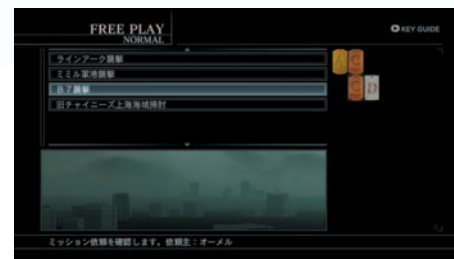 FREE PLAY
NORMAL
KEY GUIDE
ラインアーク襲撃
ミミル軍港襲撃
B7襲撃
旧チャイニーズ上海海域掃討
A C
C D
ミッション依頼を確認します。依頼主：オーメル